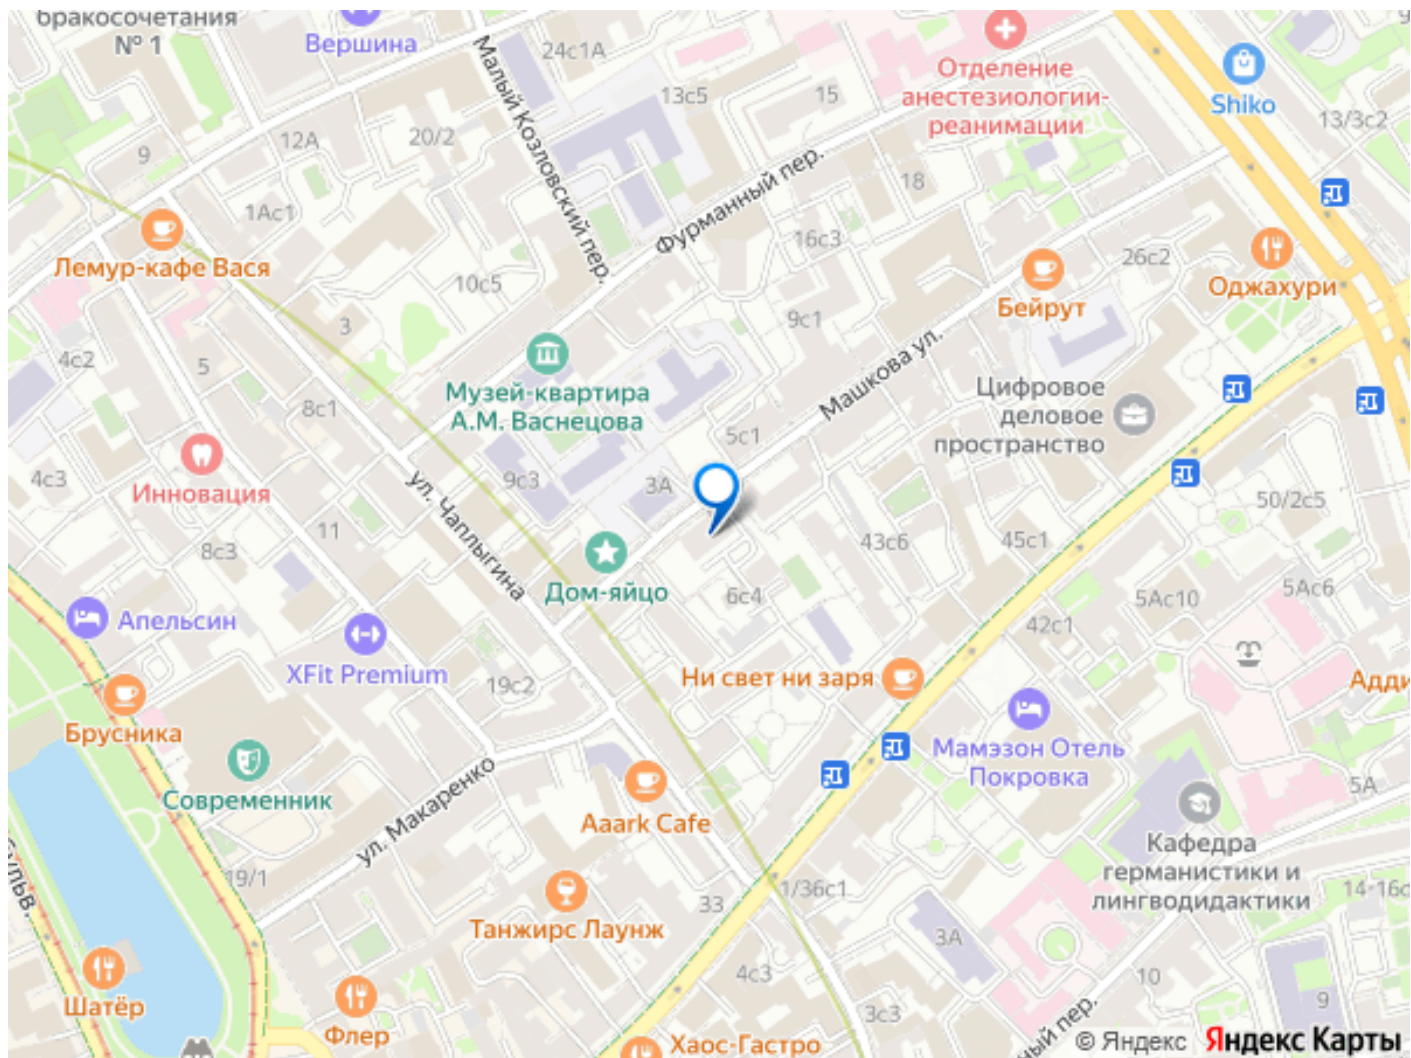 бракосочетания
№ 1
Вершина
24с1А
Малый Козловский пер.
13с5
15
Отделение
анестезиологии-
реанимации
Shiko
13/3с2
9
12А
20/2
9
1Ас1
Фурманный пер.
18
16с3
26с2
Лемур-кафе Вася
10с5
3
9с1
Бейрут
Оджахури
4с2
5
8с1
Музей-квартира
А.М. Васнецова
Машкова ул.
5с1
Цифровое
деловое
пространство
4с3
Инновация
11
8с3
ул. Чаплыгина
9с3
3А
43с6
45с1
50/2с5
Дом-яйцо
6с4
5Ас10
5Ас6
42с1
Апельсин
XFit Premium
19с2
Ни свет ни заря
Адди
Брусника
Мамэзон Отель
Покровка
Современник
ул. Макаренко
Aaark Cafe
5А
Кафедра
германистики и
лингводидактики
19/1
33
1/36с1
14-16с
Танжирс Лаунж
3А
Шатёр
Флер
4с3
3с3
10
9
ный пер.
Хаос-Гастро
© Яндекс Яндекс Карты